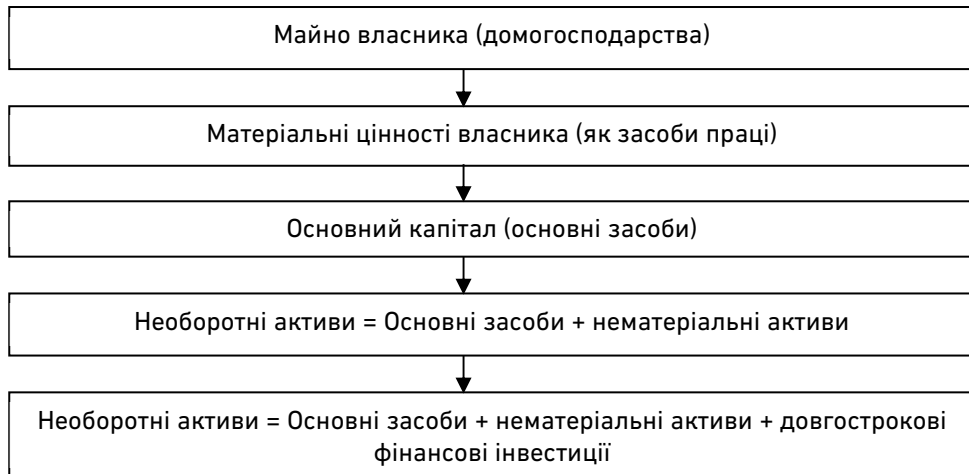 Майно власника (домогосподарства)
Матеріальні цінності власника (як засоби праці)
Основний капітал (основні засоби)
Необоротні активи = Основні засоби + нематеріальні активи
Необоротні активи = Основні засоби + нематеріальні активи + довгострокові
фінансові інвестиції